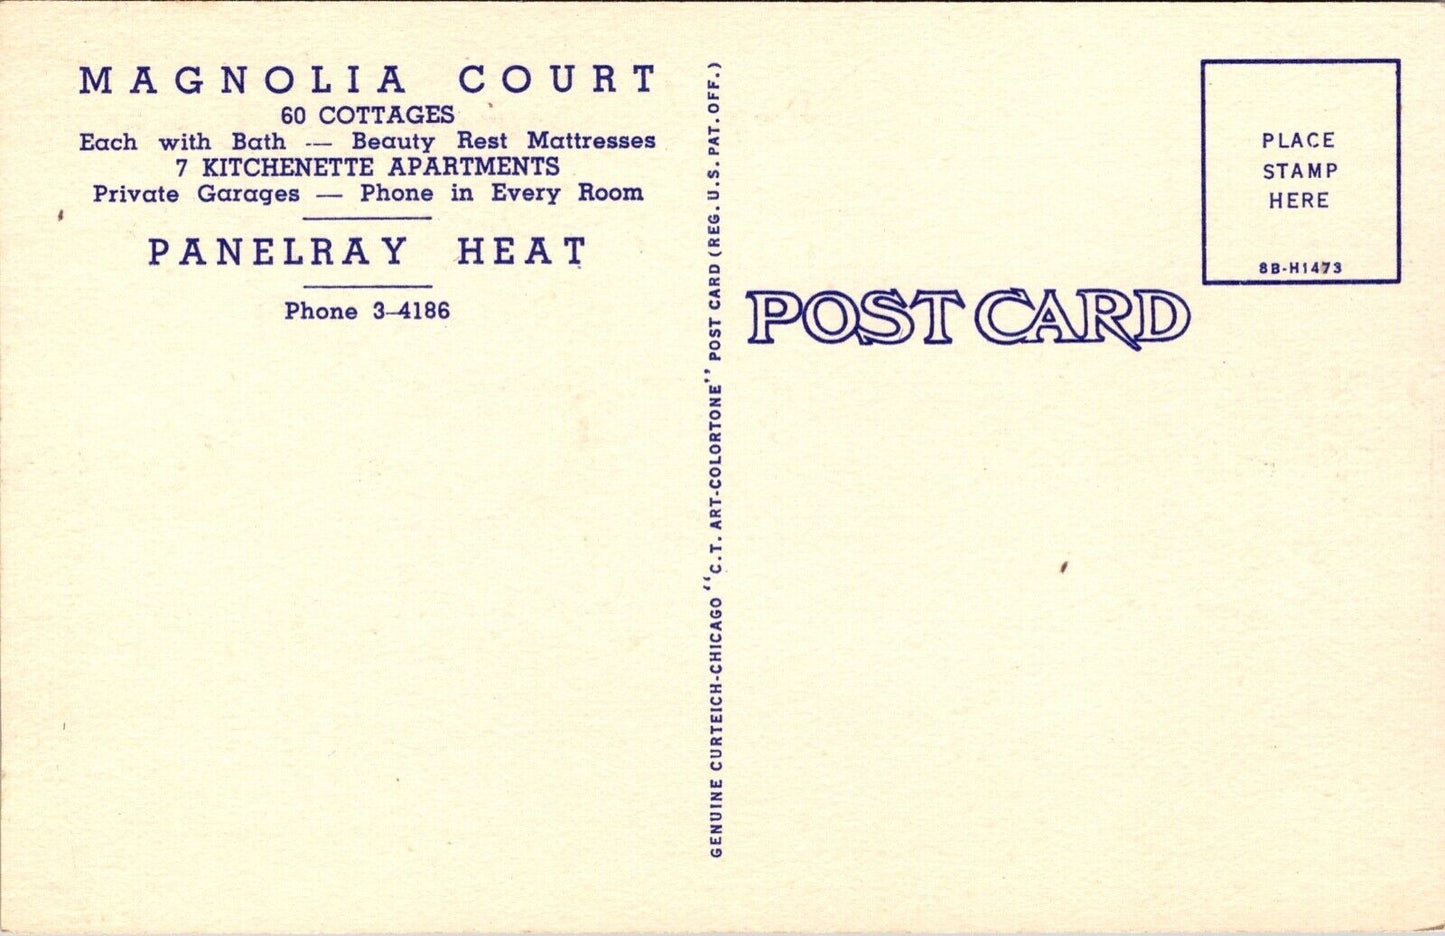 MAGNOLIA COURT
60 COTTAGES
Each with Bath — Beauty Rest Mattresses
7 KITCHENETTE APARTMENTS
Private Garages — Phone in Every Room
PANELRAY HEAT
Phone 3–4186
GENUINE CURTEICH-CHICAGO "C.T. ART-COLORTONE" POST CARD (REG. U.S. PAT. OFF.)
POST CARD
PLACE
STAMP
HERE
8B-H1473